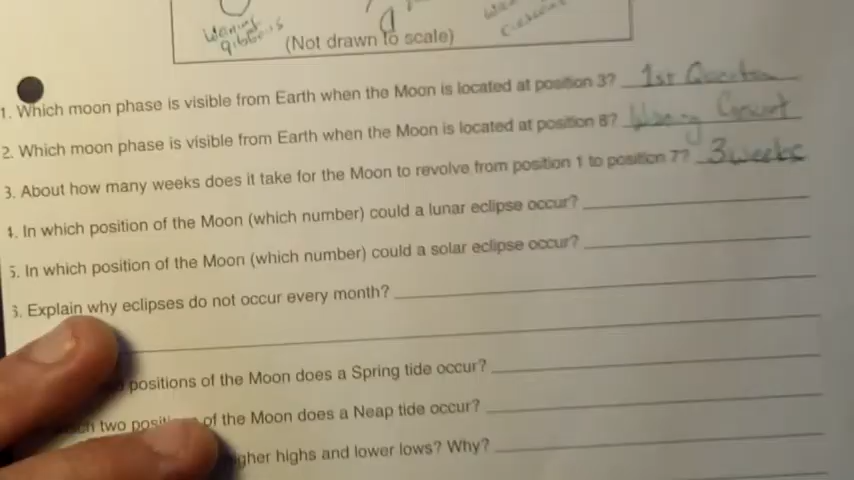 Waning
gibbous
(Not drawn to scale)
1. Which moon phase is visible from Earth when the Moon is located at position 3? 1st Quarter
2. Which moon phase is visible from Earth when the Moon is located at position 8? Crescent
3. About how many weeks does it take for the Moon to revolve from position 1 to position 7? 3 weeks
4. In which position of the Moon (which number) could a lunar eclipse occur?
5. In which position of the Moon (which number) could a solar eclipse occur?
. Explain why eclipses do not occur every month?
positions of the Moon does a Spring tide occur?
two of the Moon does a Neap tide occur?
highs and lower lows? Why?